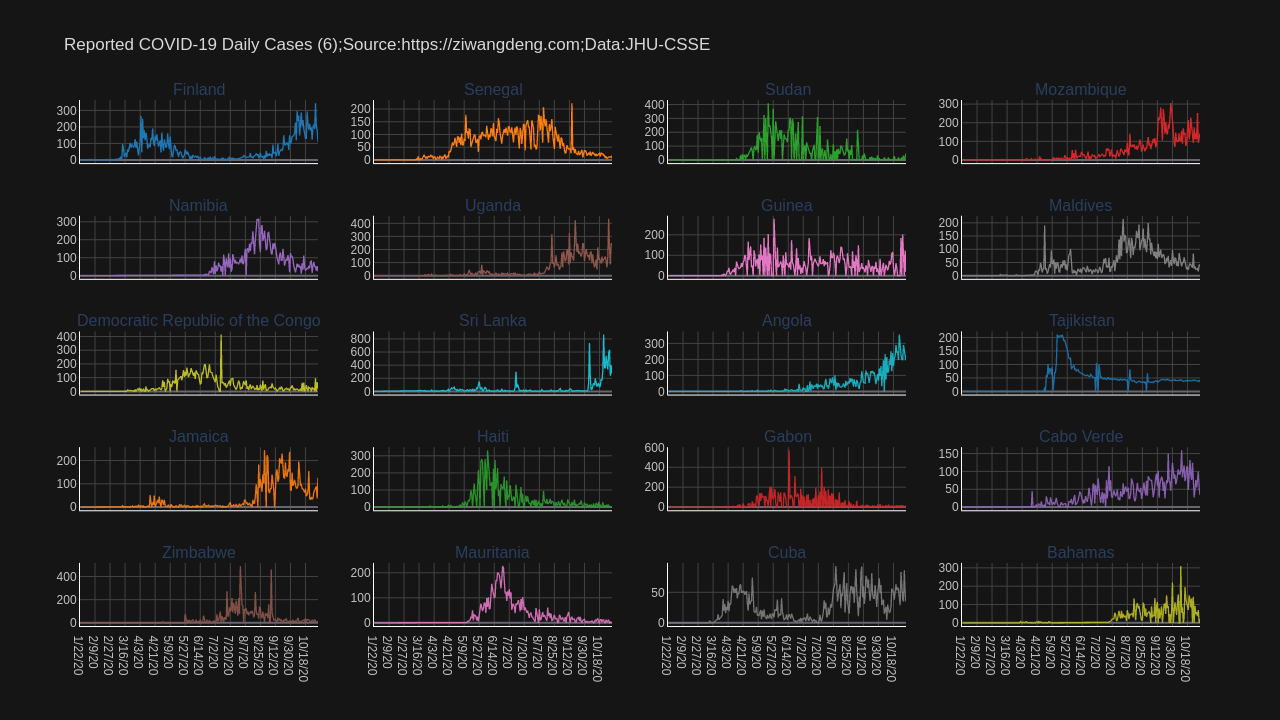 Reported COVID-19 Daily Cases (6);Source:https://ziwangdeng.com;Data:JHU-CSSE
Finland Senegal Sudan Mozambique
300 200 100 0
200 150 100 50 0
400 300 200 100 0
300 200 100 0
Namibia Uganda Guinea Maldives
300 200 100 0
400 300 200 100 0
200 100 0
200 150 100 50 0
Democratic Republic of the Congo Sri Lanka Angola Tajikistan
400 300 200 100 0
800 600 400 200 0
300 200 100 0
200 150 100 50 0
Jamaica Haiti Gabon Cabo Verde
200 100 0
300 200 100 0
600 400 200 0
150 100 50 0
Zimbabwe Mauritania Cuba Bahamas
400 200 0
200 100 0
50 0
300 200 100 0
1/22/20 2/9/20 2/27/20 3/16/20 4/3/20 4/21/20 5/9/20 5/27/20 6/14/20 7/2/20 7/20/20 8/7/20 8/25/20 9/12/20 9/30/20 10/18/20
1/22/20 2/9/20 2/27/20 3/16/20 4/3/20 4/21/20 5/9/20 5/27/20 6/14/20 7/2/20 7/20/20 8/7/20 8/25/20 9/12/20 9/30/20 10/18/20
1/22/20 2/9/20 2/27/20 3/16/20 4/3/20 4/21/20 5/9/20 5/27/20 6/14/20 7/2/20 7/20/20 8/7/20 8/25/20 9/12/20 9/30/20 10/18/20
1/22/20 2/9/20 2/27/20 3/16/20 4/3/20 4/21/20 5/9/20 5/27/20 6/14/20 7/2/20 7/20/20 8/7/20 8/25/20 9/12/20 9/30/20 10/18/20